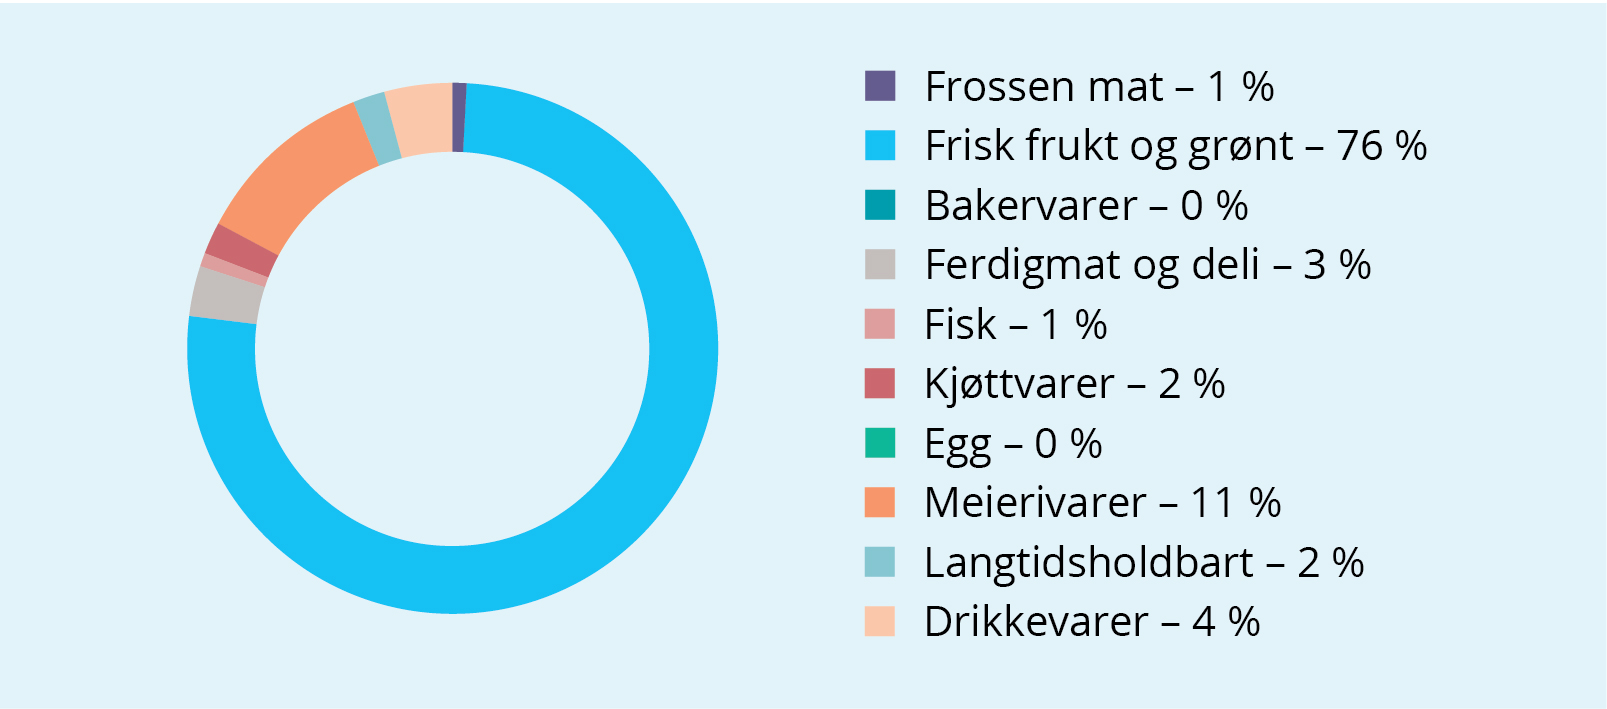 Frossen mat – 1 %
Frisk frukt og grønt – 76 %
Bakervarer – 0 %
Ferdigmat og deli – 3 %
Fisk – 1 %
Kjøttvarer – 2 %
Egg – 0 %
Meierivarer – 11 %
Langtidsholdbart – 2 %
Drikkevarer – 4 %